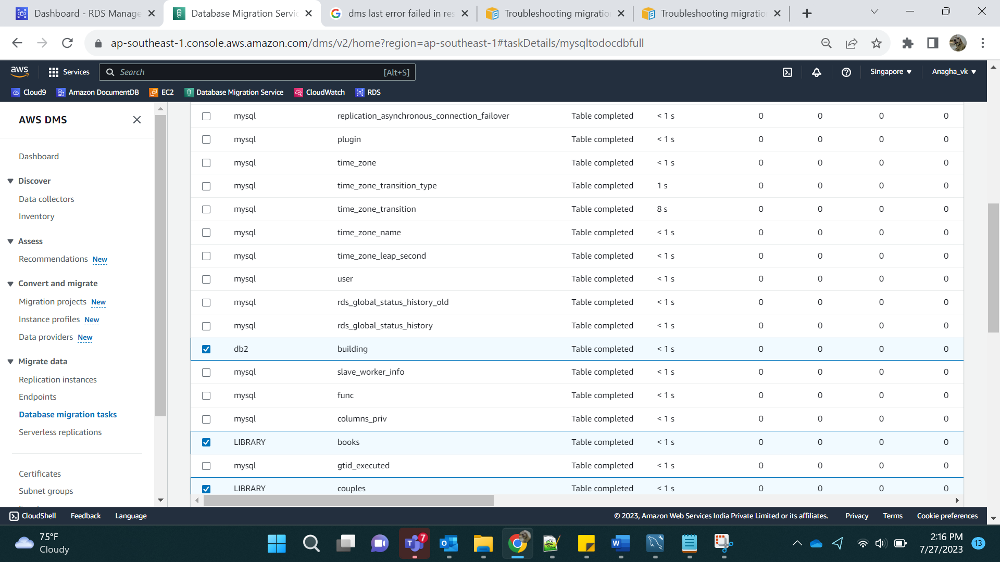 Dashboard - RDS Manage
Database Migration Servic
dms last error failed in res
Troubleshooting migratio
Troubleshooting migratio
ap-southeast-1.console.aws.amazon.com/dms/v2/home?region=ap-southeast-1#taskDetails/mysqltodocdbfull
aws Services Search [Alt+S] Singapore Anagha_vk
Cloud9 Amazon DocumentDB EC2 Database Migration Service CloudWatch RDS
AWS DMS
Dashboard
Discover
Data collectors
Inventory
Assess
Recommendations New
Convert and migrate
Migration projects New
Instance profiles New
Data providers New
Migrate data
Replication instances
Endpoints
Database migration tasks
Serverless replications
Certificates
Subnet groups
mysql replication_asynchronous_connection_failover Table completed < 1 s 0 0 0 0
mysql plugin Table completed < 1 s 0 0 0 0
mysql time_zone Table completed < 1 s 0 0 0 0
mysql time_zone_transition_type Table completed 1 s 0 0 0 0
mysql time_zone_transition Table completed 8 s 0 0 0 0
mysql time_zone_name Table completed < 1 s 0 0 0 0
mysql time_zone_leap_second Table completed < 1 s 0 0 0 0
mysql user Table completed < 1 s 0 0 0 0
mysql rds_global_status_history_old Table completed < 1 s 0 0 0 0
mysql rds_global_status_history Table completed < 1 s 0 0 0 0
db2 building Table completed < 1 s 0 0 0 0
mysql slave_worker_info Table completed < 1 s 0 0 0 0
mysql func Table completed < 1 s 0 0 0 0
mysql columns_priv Table completed < 1 s 0 0 0 0
LIBRARY books Table completed < 1 s 0 0 0 0
mysql gtid_executed Table completed < 1 s 0 0 0 0
LIBRARY couples Table completed < 1 s 0 0 0 0
CloudShell Feedback Language © 2023, Amazon Web Services India Private Limited or its affiliates. Privacy Terms Cookie preferences
75°F
Cloudy
7
2:16 PM
7/27/2023
13